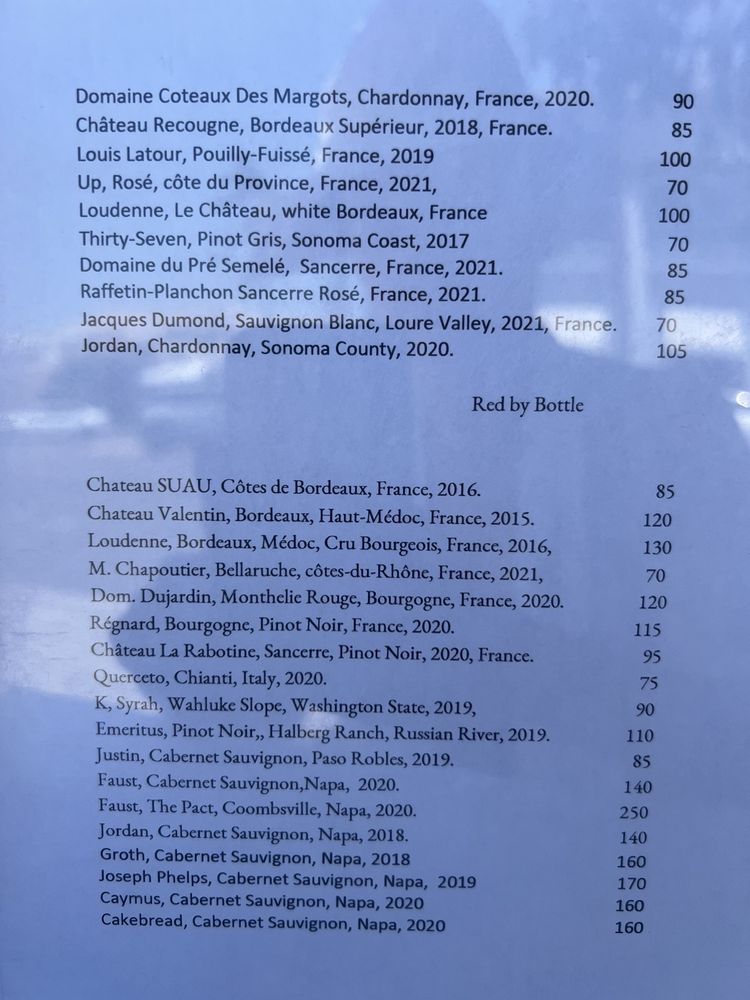 Domaine Coteaux Des Margots, Chardonnay, France, 2020. 90
Château Recougne, Bordeaux Supérieur, 2018, France. 85
Louis Latour, Pouilly-Fuissé, France, 2019 100
Up, Rosé, côte du Province, France, 2021, 70
Loudenne, Le Château, white Bordeaux, France 100
Thirty-Seven, Pinot Gris, Sonoma Coast, 2017 70
Domaine du Pré Semelé, Sancerre, France, 2021. 85
Raffetin-Planchon Sancerre Rosé, France, 2021. 85
Jacques Dumond, Sauvignon Blanc, Loure Valley, 2021, France. 70
Jordan, Chardonnay, Sonoma County, 2020. 105
Red by Bottle
Chateau SUAU, Côtes de Bordeaux, France, 2016. 85
Chateau Valentin, Bordeaux, Haut-Médoc, France, 2015. 120
Loudenne, Bordeaux, Médoc, Cru Bourgeois, France, 2016, 130
M. Chapoutier, Bellaruche, côtes-du-Rhône, France, 2021, 70
Dom. Dujardin, Monthelie Rouge, Bourgogne, France, 2020. 120
Régnard, Bourgogne, Pinot Noir, France, 2020. 115
Château La Rabotine, Sancerre, Pinot Noir, 2020, France. 95
Querceto, Chianti, Italy, 2020. 75
K, Syrah, Wahluke Slope, Washington State, 2019, 90
Emeritus, Pinot Noir,, Halberg Ranch, Russian River, 2019. 110
Justin, Cabernet Sauvignon, Paso Robles, 2019. 85
Faust, Cabernet Sauvignon,Napa, 2020. 140
Faust, The Pact, Coombsville, Napa, 2020. 250
Jordan, Cabernet Sauvignon, Napa, 2018. 140
Groth, Cabernet Sauvignon, Napa, 2018 160
Joseph Phelps, Cabernet Sauvignon, Napa, 2019 170
Caymus, Cabernet Sauvignon, Napa, 2020 160
Cakebread, Cabernet Sauvignon, Napa, 2020 160